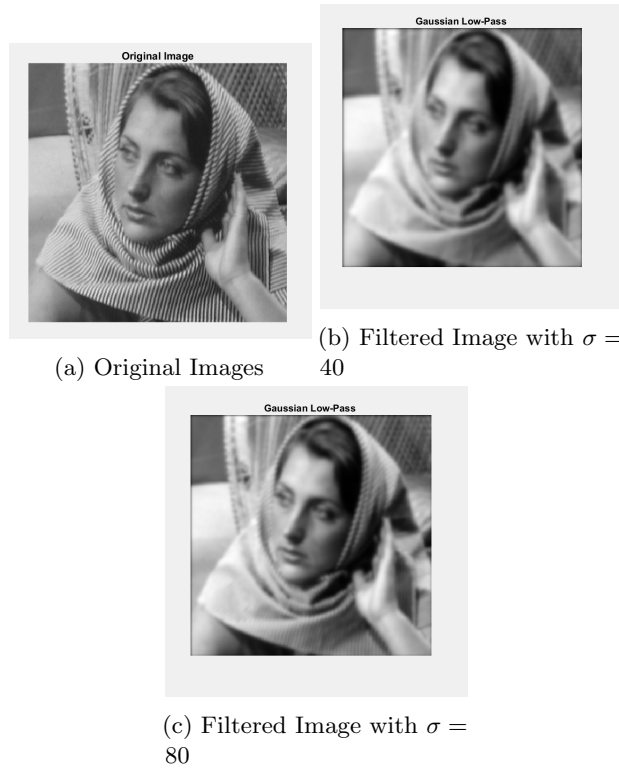 Original Image
Gaussian Low-Pass
(a) Original Images
(b) Filtered Image with σ =
40
Gaussian Low-Pass
(c) Filtered Image with σ =
80